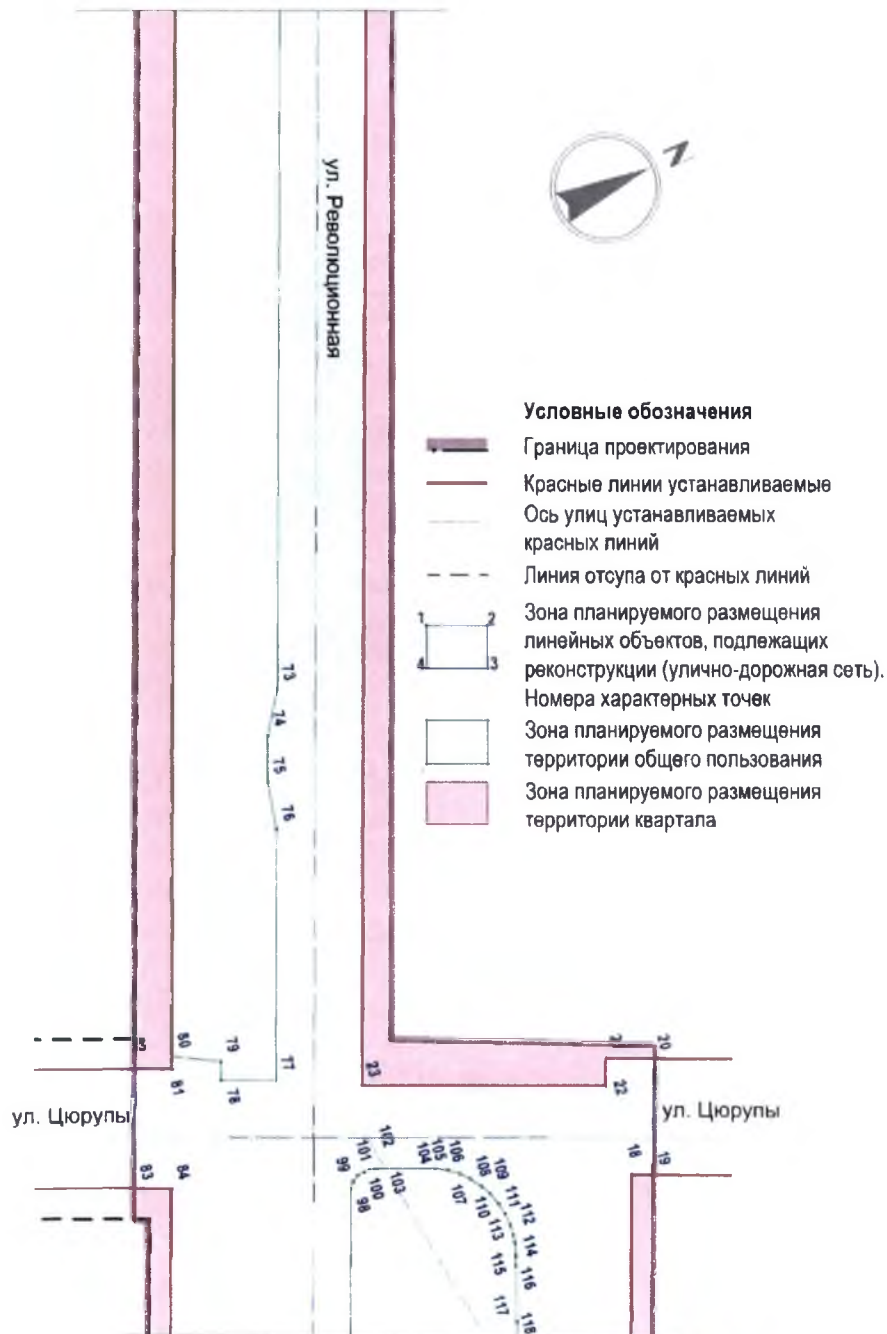 ул. Революционная
N
Условные обозначения
Граница проектирования
Красные линии устанавливаемые
Ось улиц устанавливаемых
красных линий
Линия отсупа от красных линий
1 2
Зона планируемого размещения
линейных объектов, подлежащих
4 3
реконструкции (улично-дорожная сеть).
Номера характерных точек
Зона планируемого размещения
территории общего пользования
Зона планируемого размещения
территории квартала
73
74
75
76
80
79
77
81
78
23
20
22
ул. Цюрупы
ул. Цюрупы
83
84
18
19
99
101
102
98
100
103
104
105
106
107
108
109
110
111
112
113
114
115
116
117
118